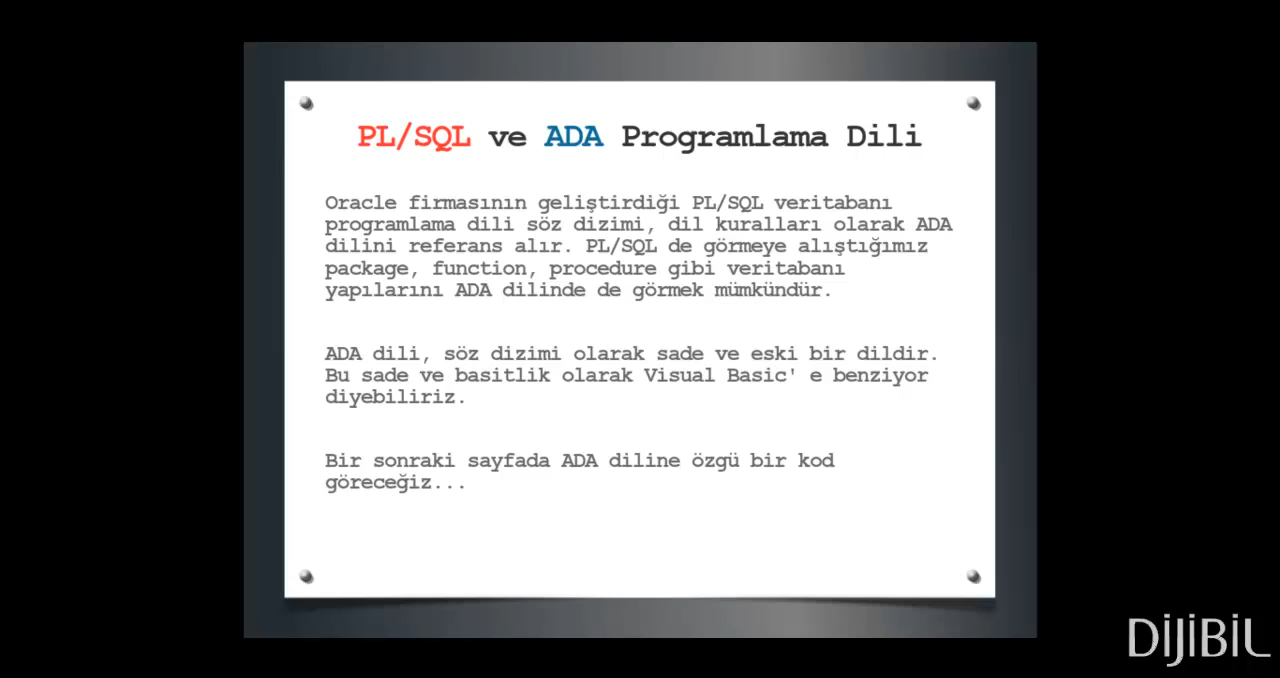 PL/SQL ve ADA Programlama Dili
Oracle firmasının geliştirdiği PL/SQL veritabanı
programlama dili söz dizimi, dil kuralları olarak ADA
dilini referans alır. PL/SQL de görmeye alıştığımız
package, function, procedure gibi veritabanı
yapılarını ADA dilinde de görmek mümkündür.
ADA dili, söz dizimi olarak sade ve eski bir dildir.
Bu sade ve basitlik olarak Visual Basic' e benziyor
diyebiliriz.
Bir sonraki sayfada ADA diline özgü bir kod
göreceğiz...
DİJİBİL